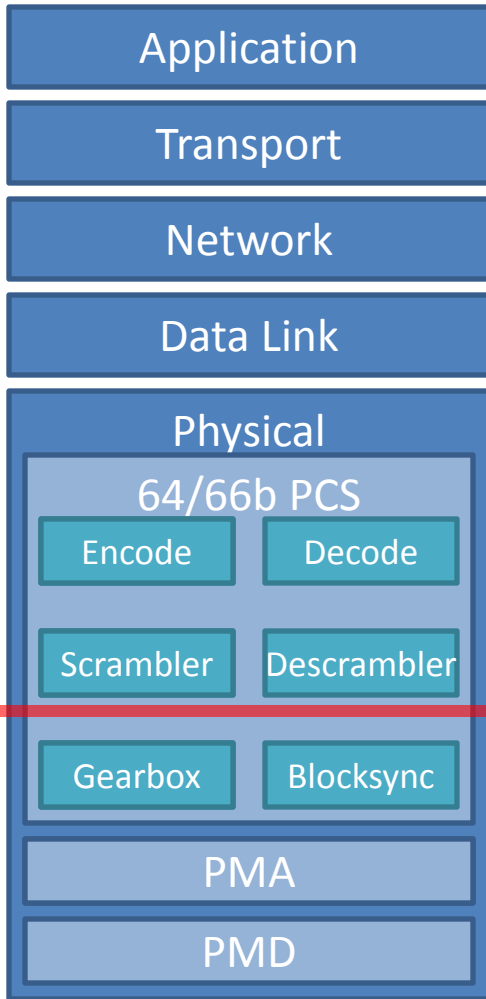 Application
Transport
Network
Data Link
Physical
64/66b PCS
Encode Decode
Scrambler Descrambler
Gearbox Blocksync
PMA
PMD